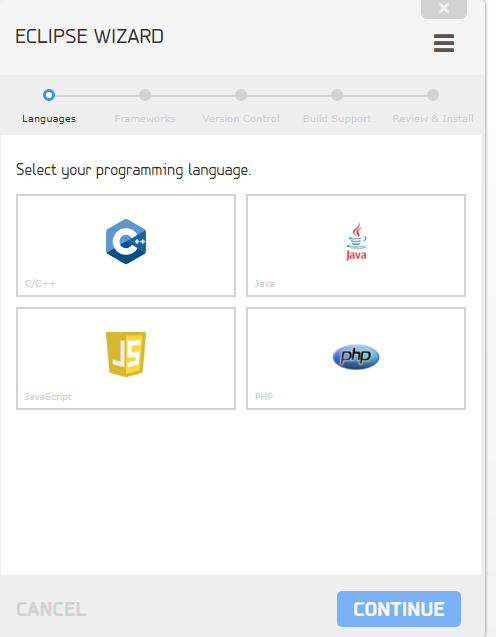 ECLIPSE WIZARD
Languages Frameworks Version Control Build Support Review & Install
Select your programming language.
C++ Java
C/C++ Java
JS php
JavaScript PHP
CANCEL CONTINUE